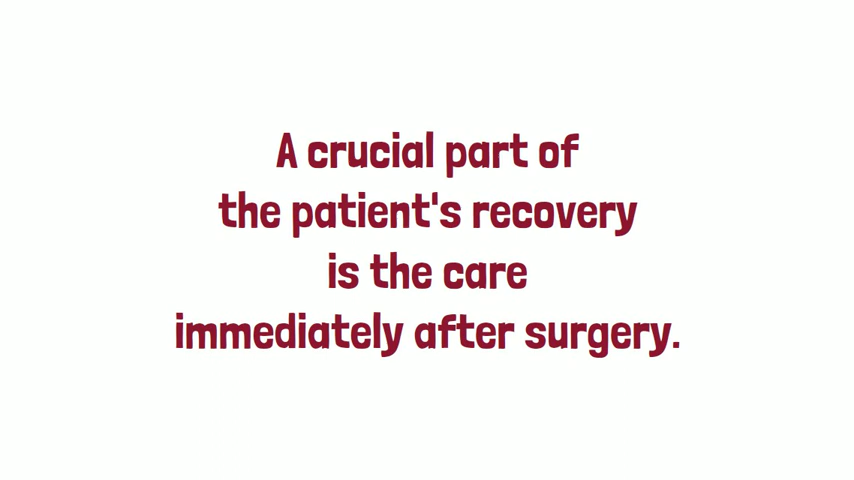 A crucial part of
the patient's recovery
is the care
immediately after surgery.